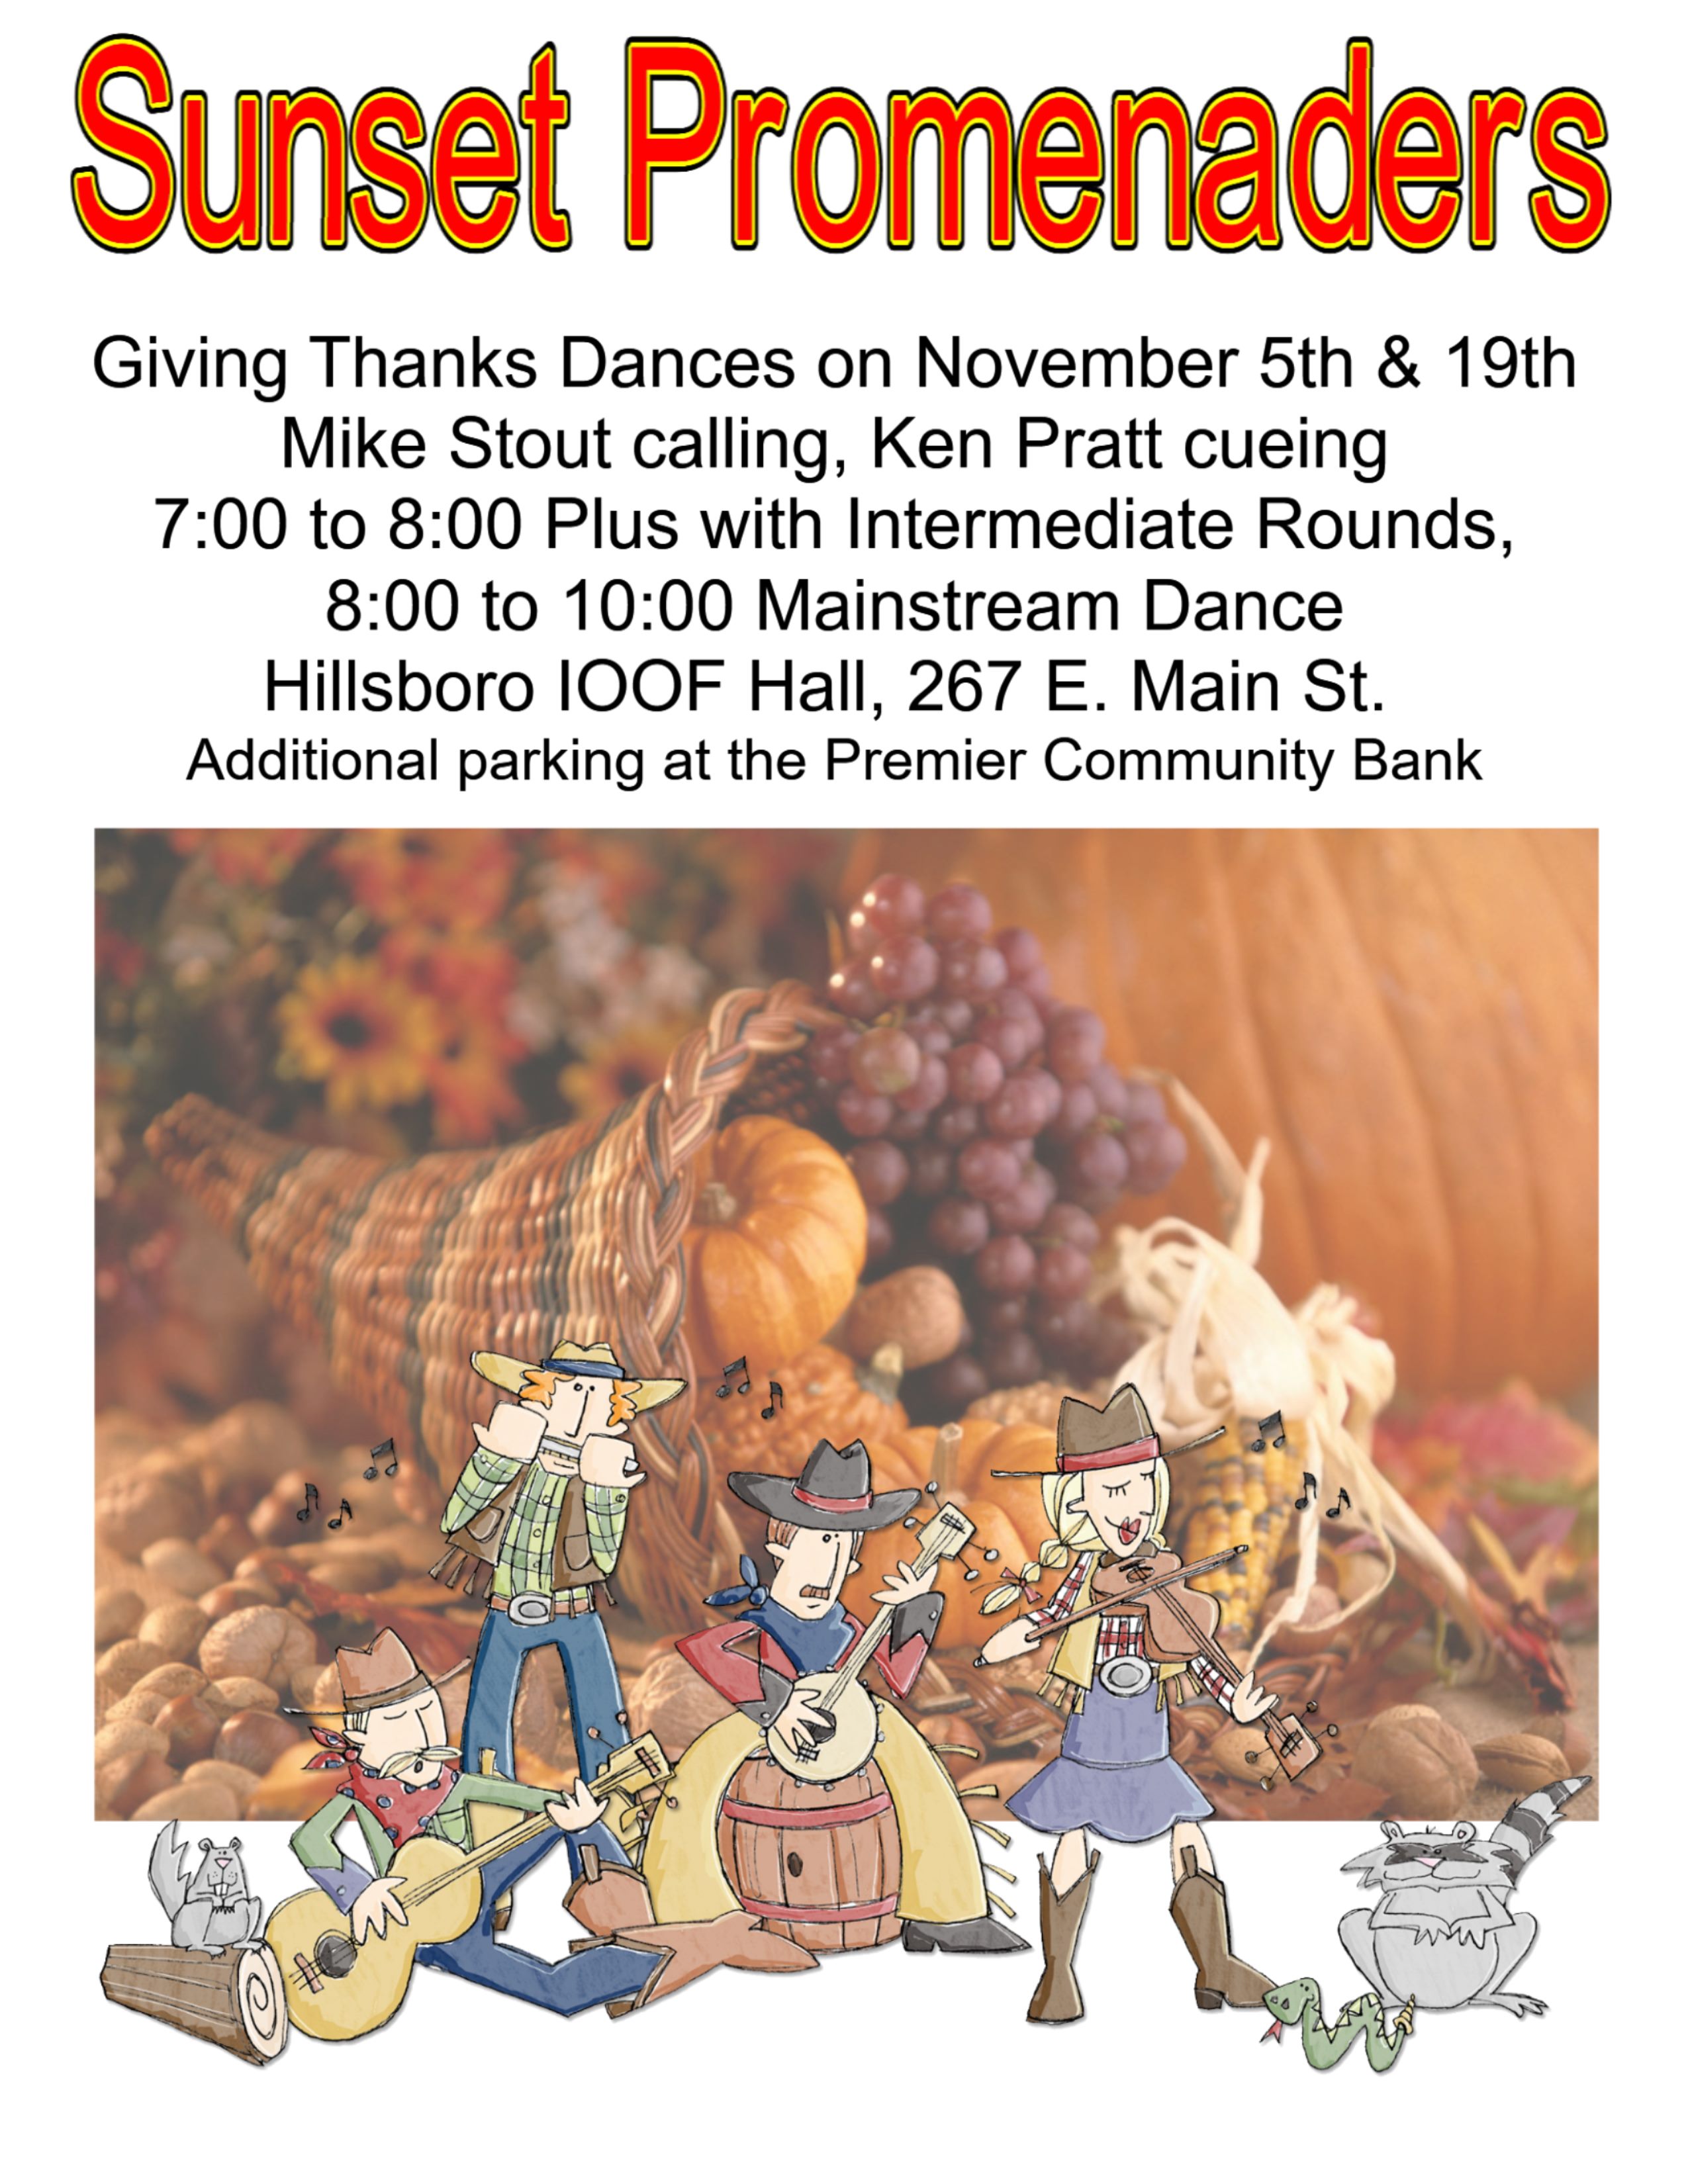 Sunset Promenaders
Giving Thanks Dances on November 5th & 19th
Mike Stout calling, Ken Pratt cueing
7:00 to 8:00 Plus with Intermediate Rounds,
8:00 to 10:00 Mainstream Dance
Hillsboro IOOF Hall, 267 E. Main St.
Additional parking at the Premier Community Bank